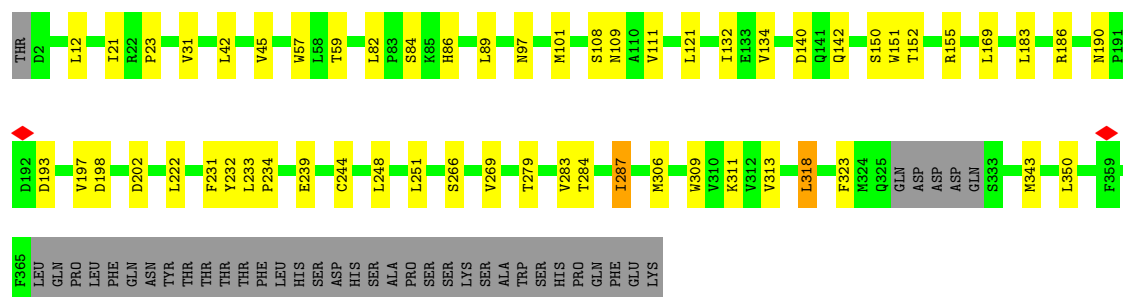 THR D2 L12 I21 R22 P23 V31 L42 V45 W57 L58 T59 L82 P83 S84 K85 H86 L89 N97 M101 S108 N109 A110 V111 L121 I132 E133 V134 D140 Q141 Q142 S150 W151 T152 R155 L169 L183 R186 N190 P191
D192 D193 V197 D198 D202 L222 F231 Y232 L233 P234 E239 C244 L248 L251 S266 V269 T279 V283 T284 I287 M306 W309 V310 K311 V312 V313 L318 F323 M324 Q325 GLN ASP ASP ASP GLN S333 M343 L350 F359
F365 LEU GLN PRO LEU PHE GLN ASN TYR THR THR THR THR PHE LEU HIS SER ASP HIS SER ALA PRO SER SER LYS SER ALA TRP SER HIS PRO GLN PHE GLU LYS